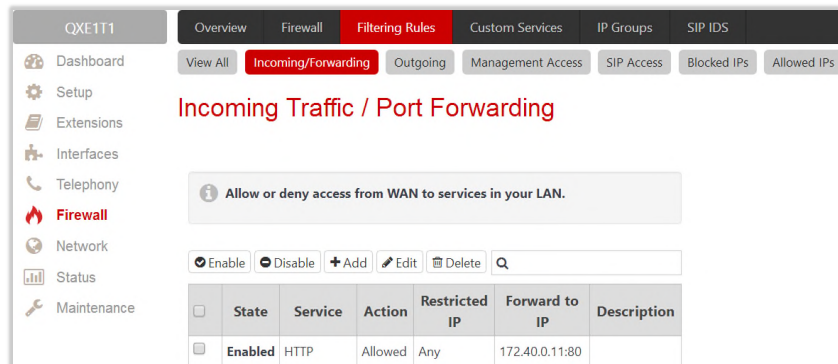 QXE1T1
Overview Firewall Filtering Rules Custom Services IP Groups SIP IDS
Dashboard
View All Incoming/Forwarding Outgoing Management Access SIP Access Blocked IPs Allowed IPs
Setup
Incoming Traffic / Port Forwarding
Extensions
Interfaces
Telephony
Allow or deny access from WAN to services in your LAN.
Firewall
Network
Enable Disable Add Edit Delete
Status
Maintenance
State Service Action Restricted IP Forward to IP Description
Enabled HTTP Allowed Any 172.40.0.11:80